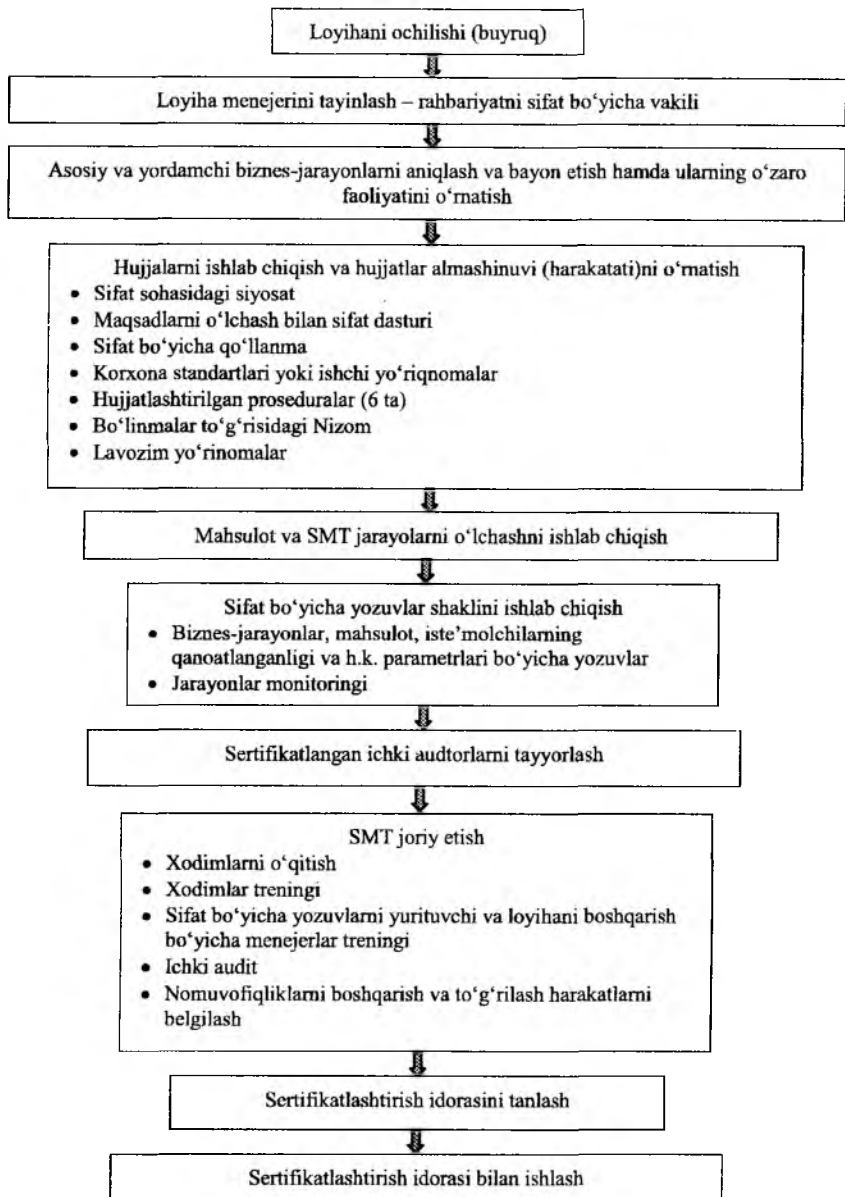 Loyihani ochilishi (buyruq)
Loyiha menejerini tayinlash – rahbariyatni sifat bo‘yicha vakili
Asosiy va yordamchi biznes-jarayonlarni aniqlash va bayon etish hamda ularning o‘zaro
faoliyatini o‘rnatish
Hujjalarni ishlab chiqish va hujjatlar almashinuvi (harakatati)ni o‘rnatish
• Sifat sohasidagi siyosat
• Maqsadlarni o‘lchash bilan sifat dasturi
• Sifat bo‘yicha qo‘llanma
• Korxona standartlari yoki ishchi yo‘riqnomalar
• Hujjatlashtirilgan proseduralar (6 ta)
• Bo‘linmalar to‘g‘risidagi Nizom
• Lavozim yo‘rinomalar
Mahsulot va SMT jarayolarni o‘lchashni ishlab chiqish
Sifat bo‘yicha yozuvlar shaklini ishlab chiqish
• Biznes-jarayonlar, mahsulot, iste’molchilarning
qanoatlanganligi va h.k. parametrlari bo‘yicha yozuvlar
• Jarayonlar monitoringi
Sertifikatlangan ichki audtorlarni tayyorlash
SMT joriy etish
• Xodimlarni o‘qitish
• Xodimlar treningi
• Sifat bo‘yicha yozuvlarni yurituvchi va loyihani boshqarish
bo‘yicha menejerlar treningi
• Ichki audit
• Nomuvofiqliklarni boshqarish va to‘g‘rilash harakatlarni
belgilash
Sertifikatlashtirish idorasini tanlash
Sertifikatlashtirish idorasi bilan ishlash